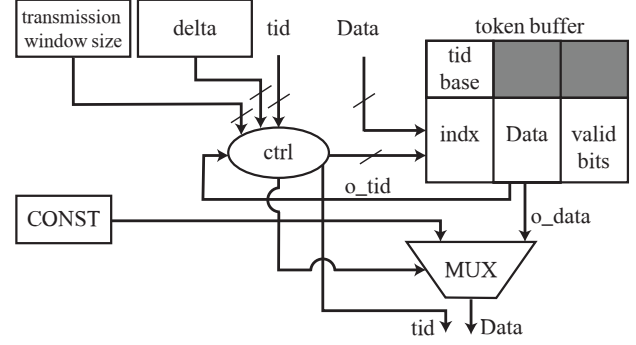 transmission
window size
delta
tid
Data
token buffer
tid
base
indx
Data
valid
bits
ctrl
o_tid
CONST
o_data
MUX
tid
Data